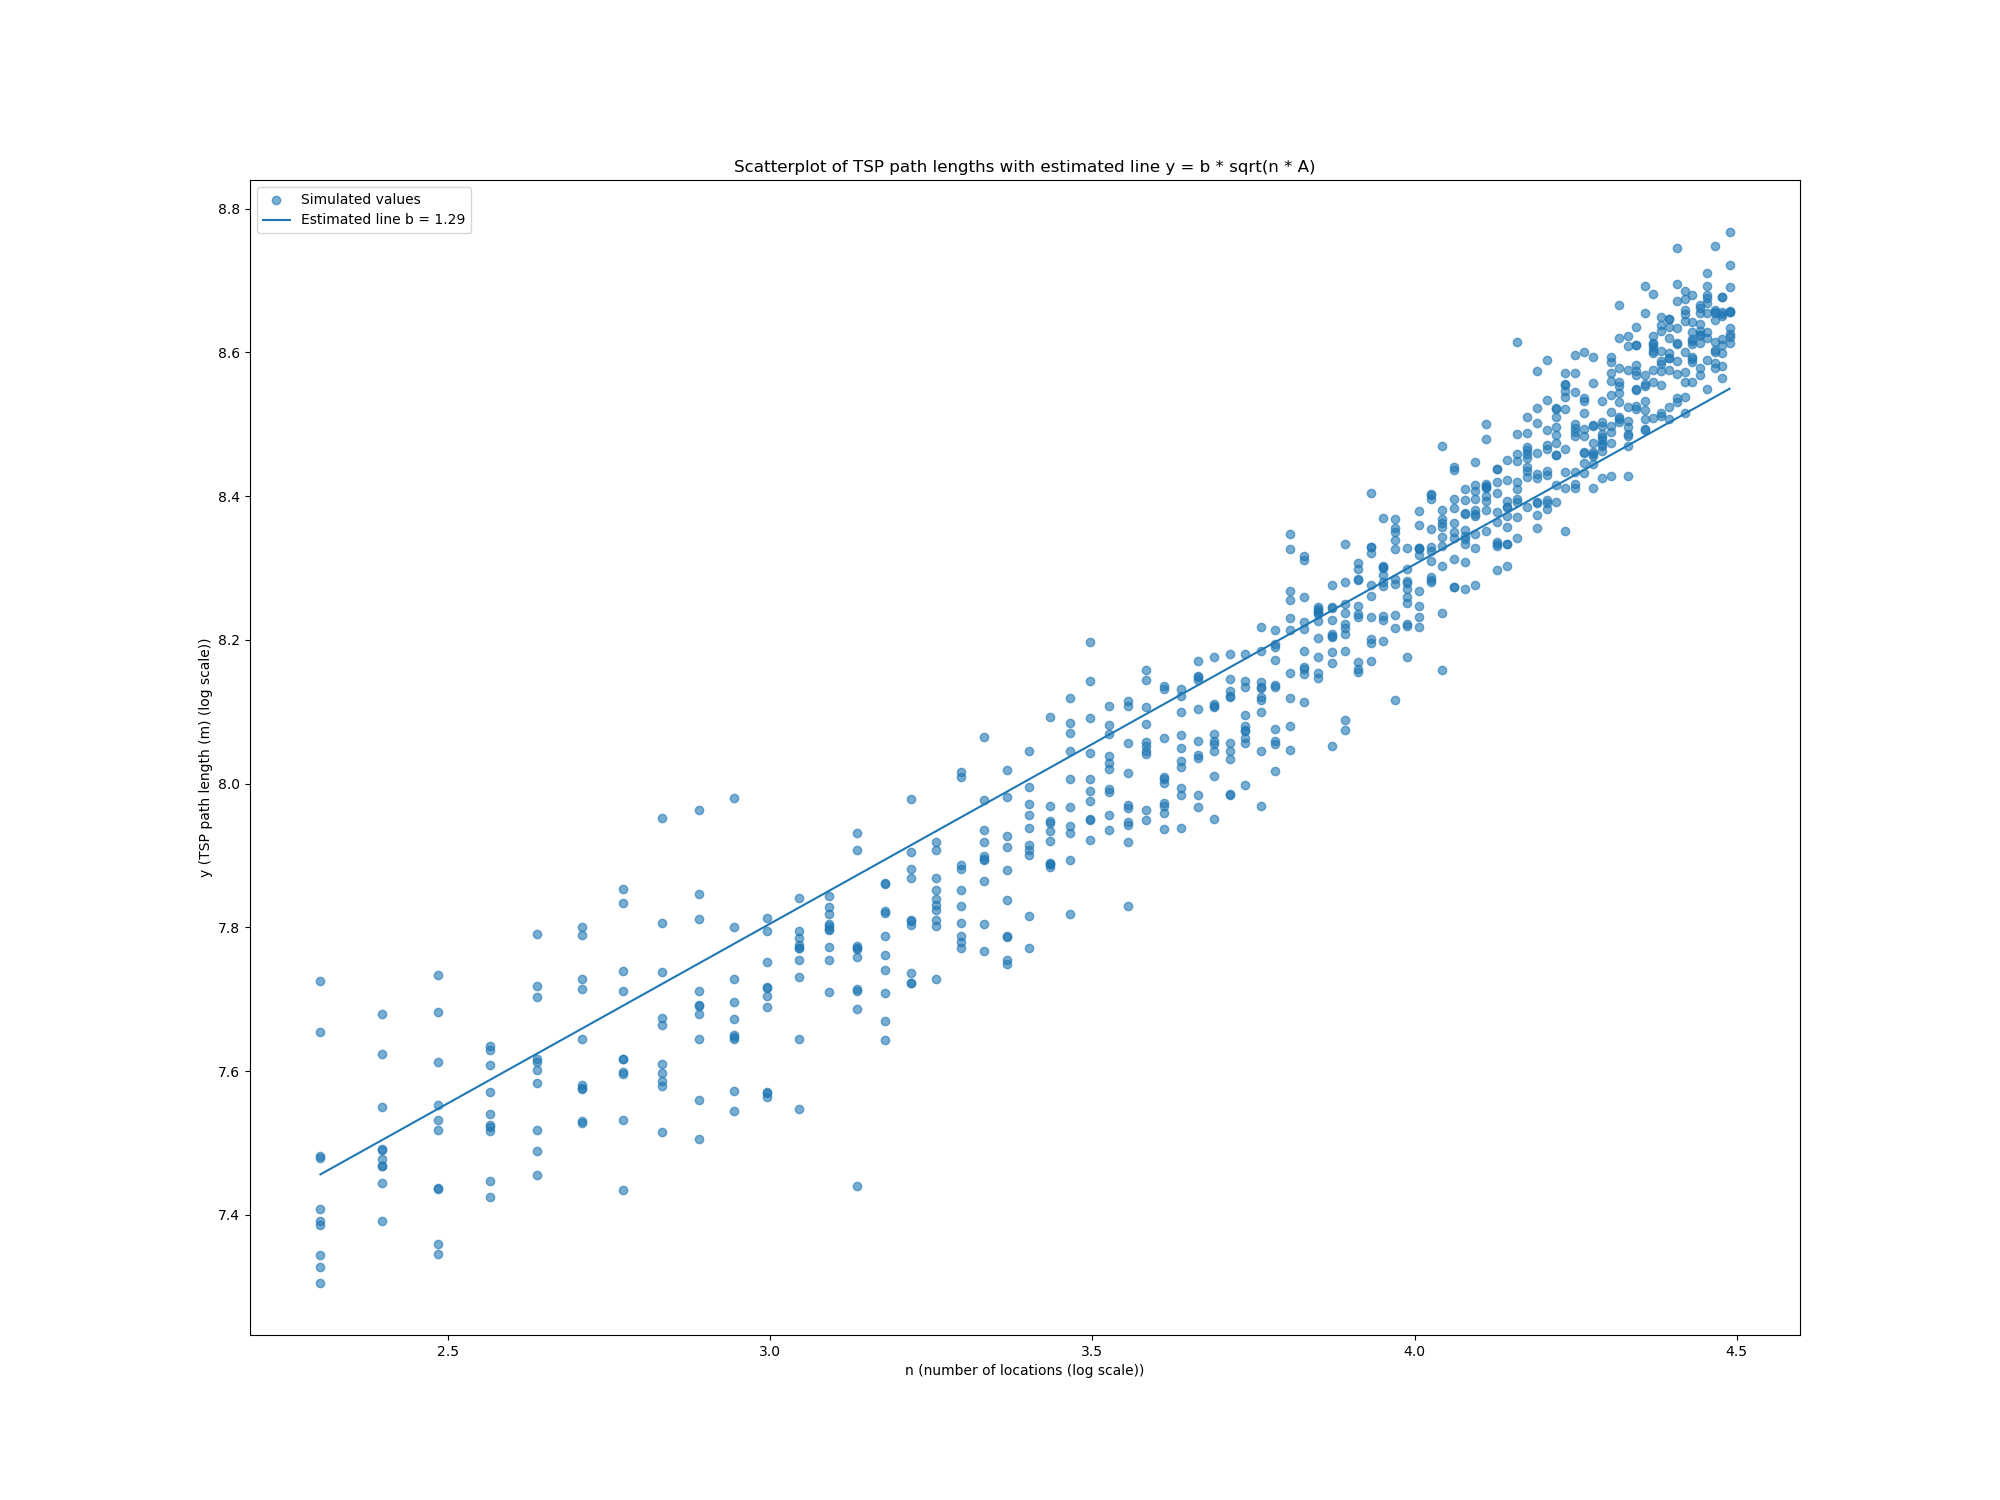 Scatterplot of TSP path lengths with estimated line y = b * sqrt(n * A)
Simulated values
Estimated line b = 1.29
8.8
8.6
8.4
8.2
8.0
7.8
7.6
7.4
y (TSP path length (m) (log scale))
2.5 3.0 3.5 4.0 4.5
n (number of locations (log scale))